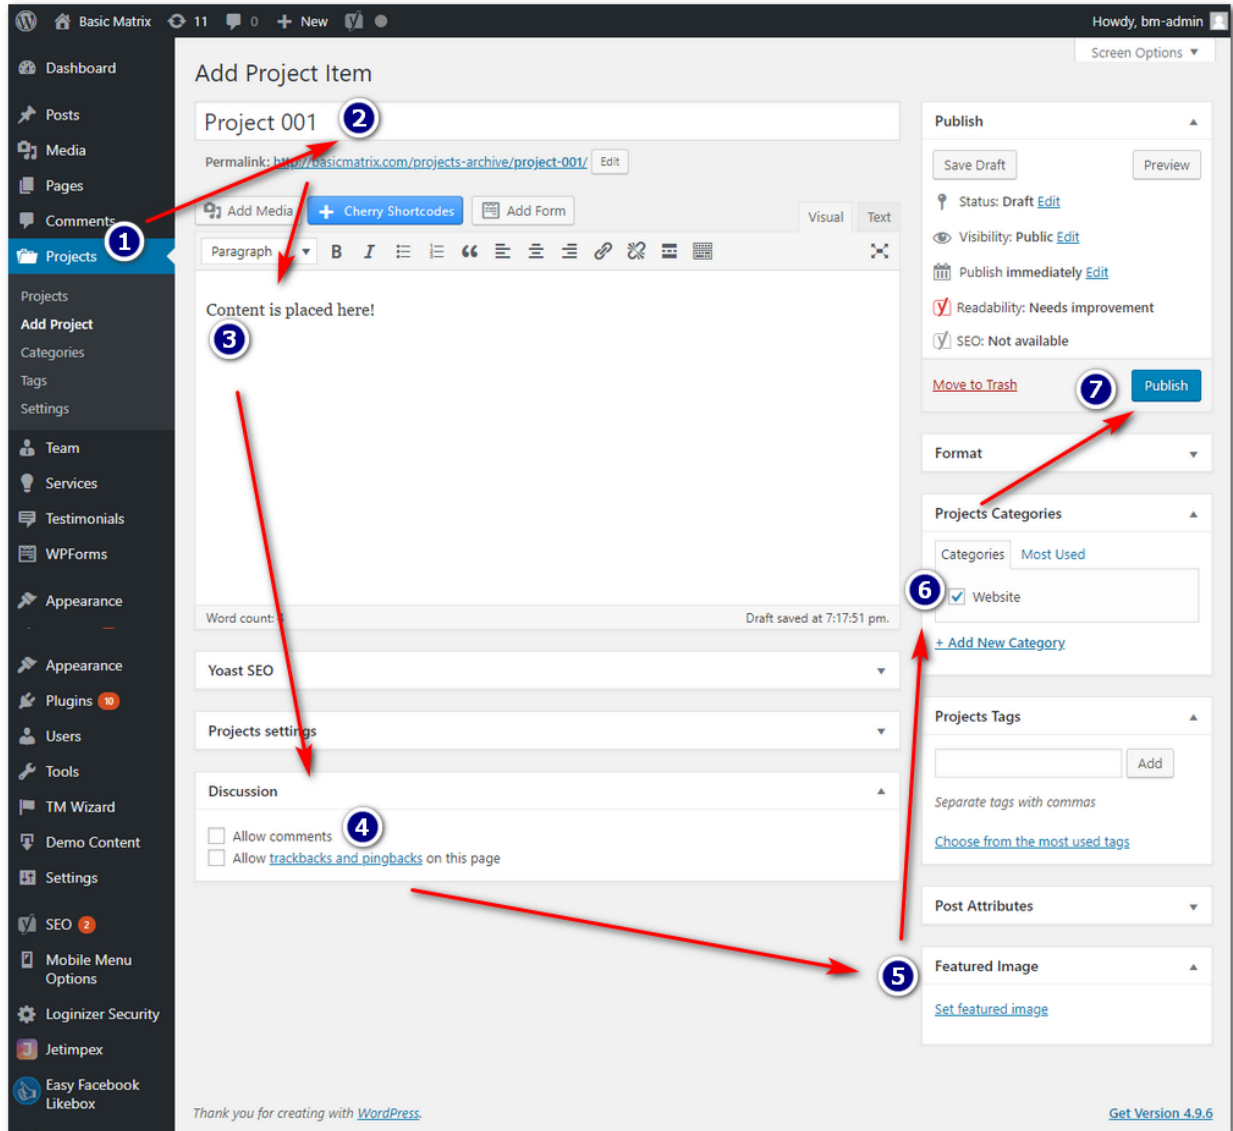 Basic Matrix 11 0 New
Howdy, bm-admin
Screen Options ▼
Dashboard
Posts
Media
Pages
Comments
1
Projects
Projects
Add Project
Categories
Tags
Settings
Team
Services
Testimonials
WPForms
Appearance
Appearance
Plugins 10
Users
Tools
TM Wizard
Demo Content
Settings
SEO 2
Mobile Menu
Options
Loginizer Security
Jetimpex
Easy Facebook
Likebox
Add Project Item
Project 001 2
Permalink: http://basicmatrix.com/projects-archive/project-001/ Edit
Add Media + Cherry Shortcodes Add Form
Visual Text
Paragraph B I
Content is placed here!
3
Word count:
Draft saved at 7:17:51 pm.
Yoast SEO
Projects settings
Discussion
Allow comments 4
Allow trackbacks and pingbacks on this page
5
Publish
Save Draft Preview
Status: Draft Edit
Visibility: Public Edit
Publish immediately Edit
Readability: Needs improvement
SEO: Not available
Move to Trash 7 Publish
Format
Projects Categories
Categories Most Used
6 Website
+ Add New Category
Projects Tags
Add
Separate tags with commas
Choose from the most used tags
Post Attributes
Featured Image
Set featured image
Thank you for creating with WordPress.
Get Version 4.9.6